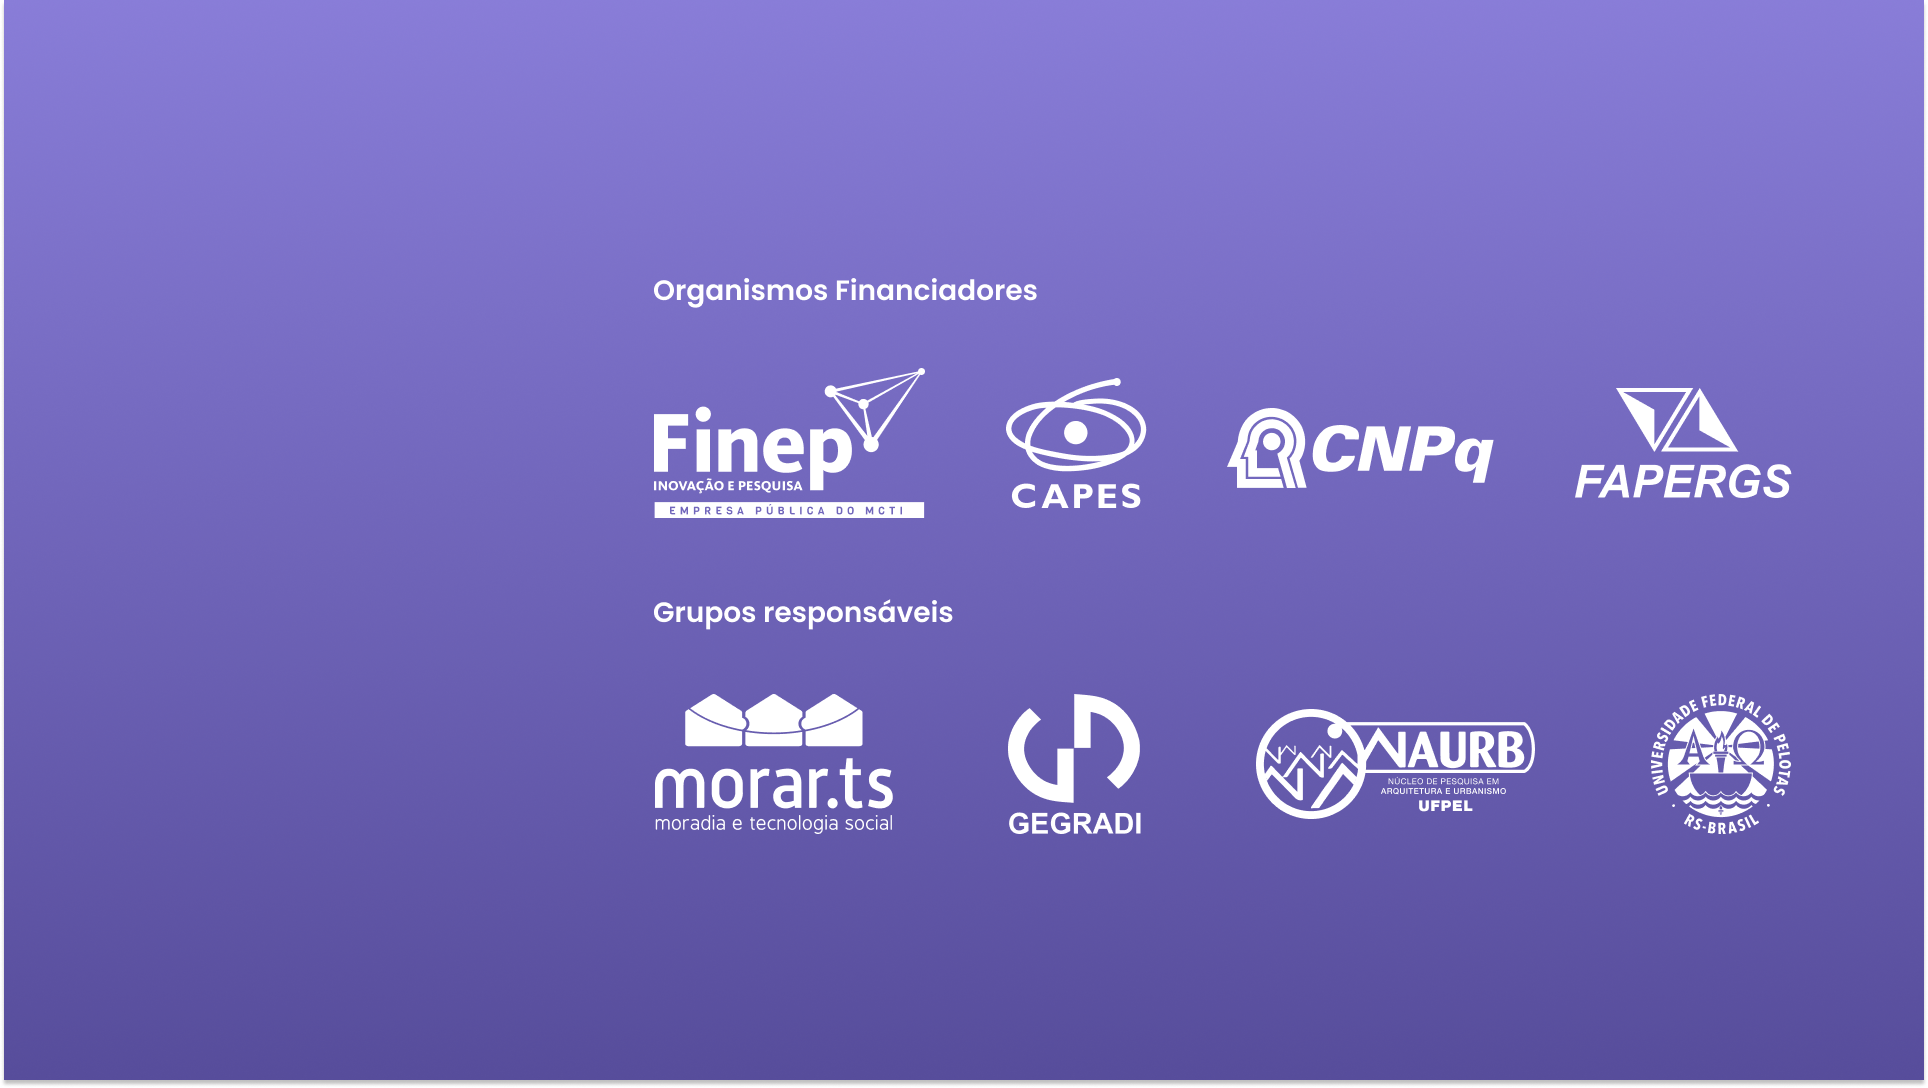 Organismos Financiadores
Finep
INOVAÇÃO E PESQUISA
EMPRESA PÚBLICA DO MCTI
CAPES
CNPq
FAPERGS
Grupos responsáveis
morar.ts
moradia e tecnologia social
GEGRADI
NAURB
NÚCLEO DE PESQUISA EM
ARQUITETURA E URBANISMO
UFPEL
UNIVERSIDADE FEDERAL DE PELOTAS
Α Ω
RS-BRASIL